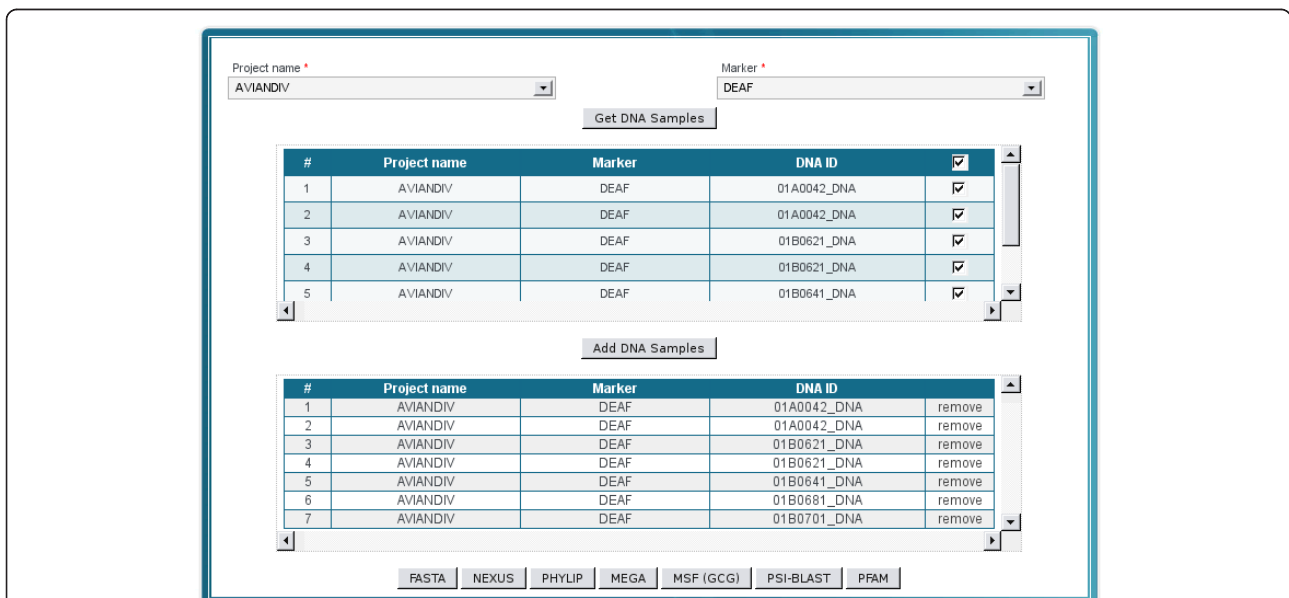 Project name * Marker *
AVIANDIV DEAF
Get DNA Samples
# Project name Marker DNA ID
1 AVIANDIV DEAF 01A0042_DNA
2 AVIANDIV DEAF 01A0042_DNA
3 AVIANDIV DEAF 01B0621_DNA
4 AVIANDIV DEAF 01B0621_DNA
5 AVIANDIV DEAF 01B0641_DNA
Add DNA Samples
# Project name Marker DNA ID
1 AVIANDIV DEAF 01A0042_DNA remove
2 AVIANDIV DEAF 01A0042_DNA remove
3 AVIANDIV DEAF 01B0621_DNA remove
4 AVIANDIV DEAF 01B0621_DNA remove
5 AVIANDIV DEAF 01B0641_DNA remove
6 AVIANDIV DEAF 01B0681_DNA remove
7 AVIANDIV DEAF 01B0701_DNA remove
FASTA NEXUS PHYLIP MEGA MSF (GCG) PSI-BLAST PFAM